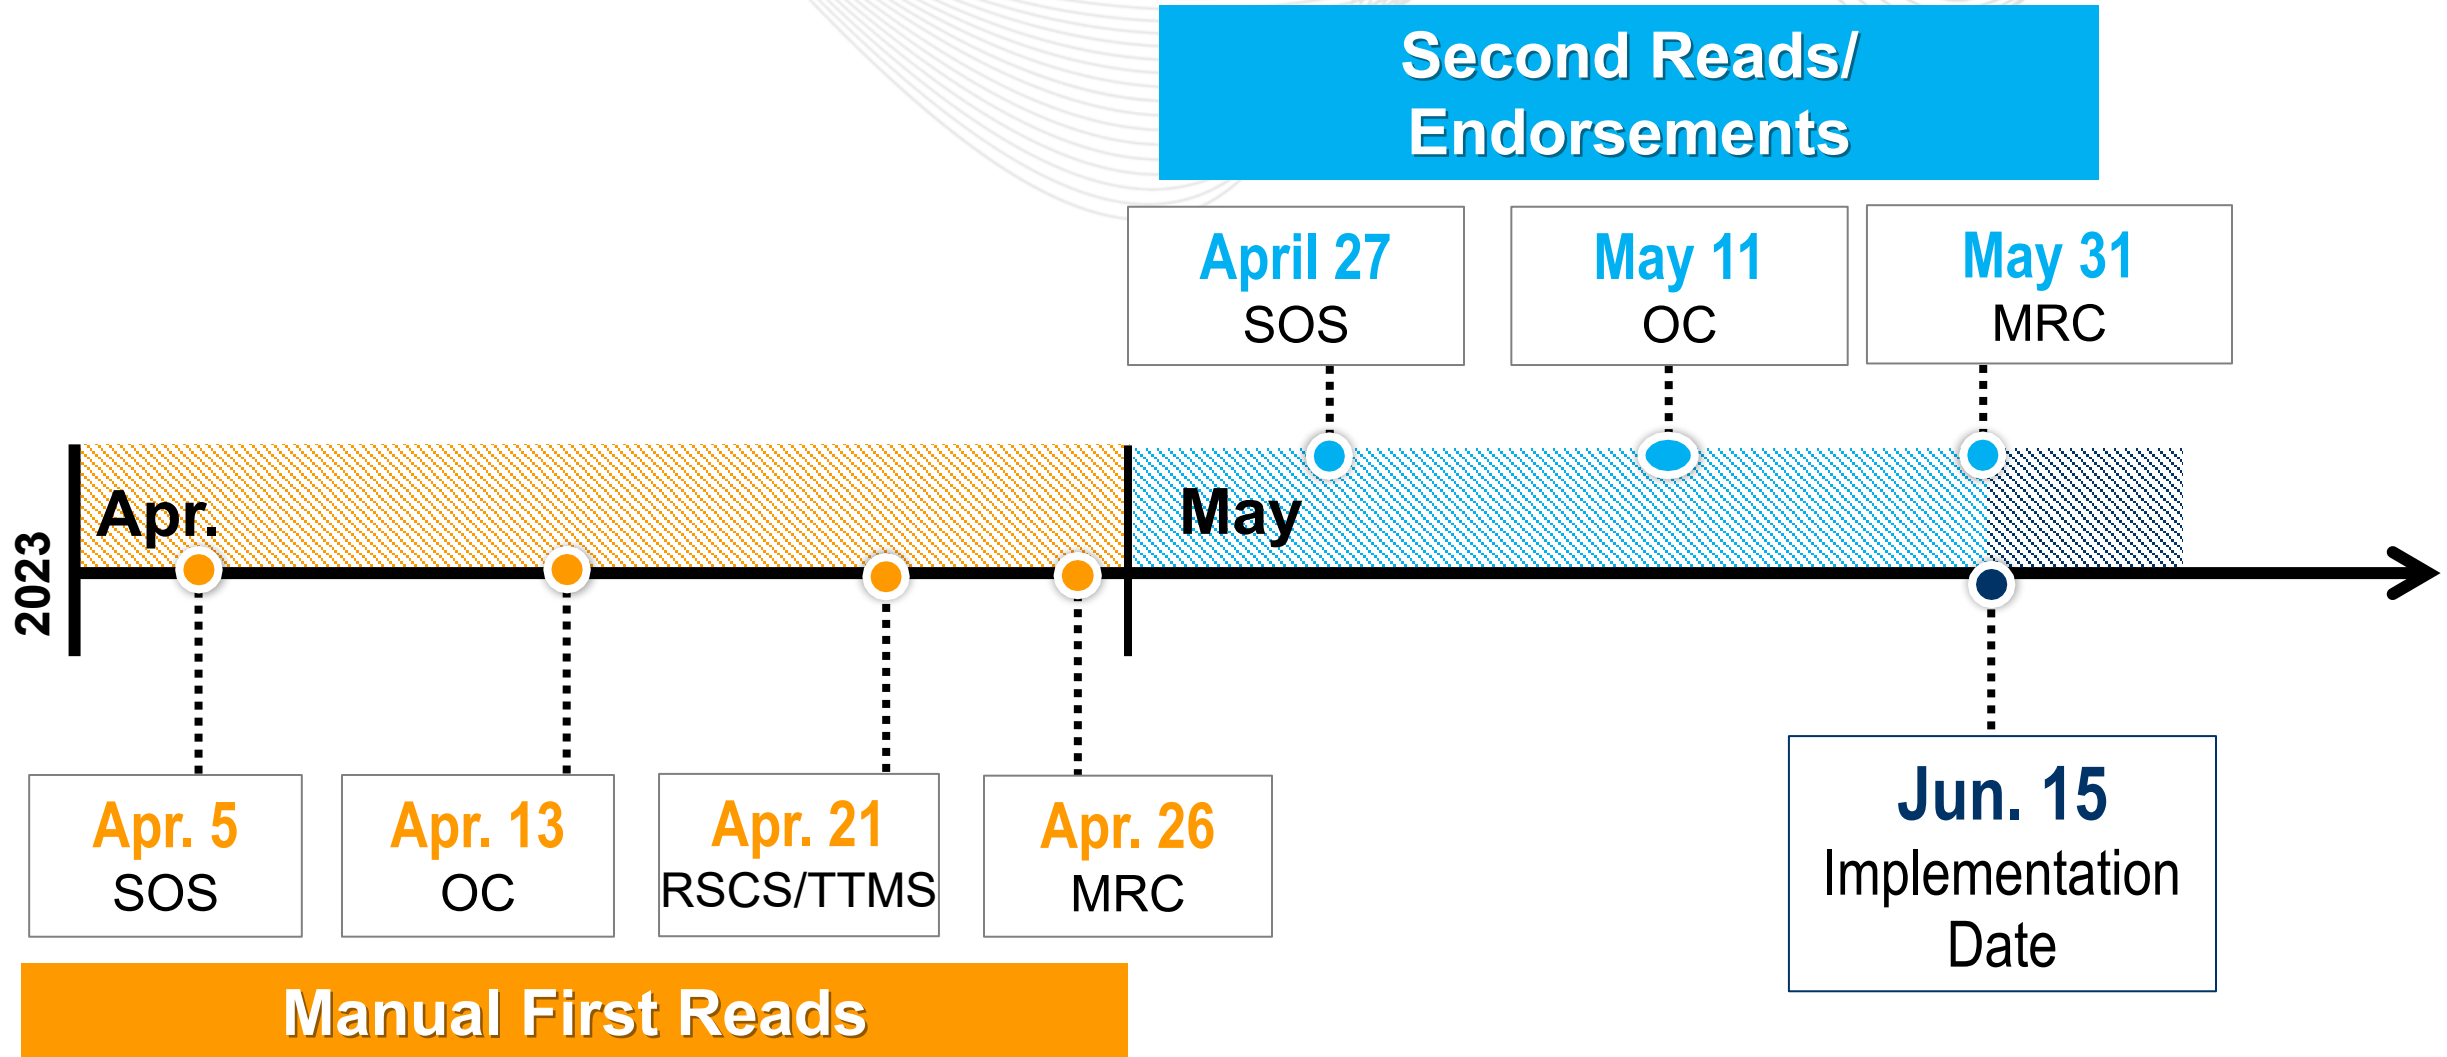 Second Reads/
Endorsements
April 27
SOS
May 11
OC
May 31
MRC
2023
Apr.
May
Apr. 5
SOS
Apr. 13
OC
Apr. 21
RSCS/TTMS
Apr. 26
MRC
Jun. 15
Implementation
Date
Manual First Reads